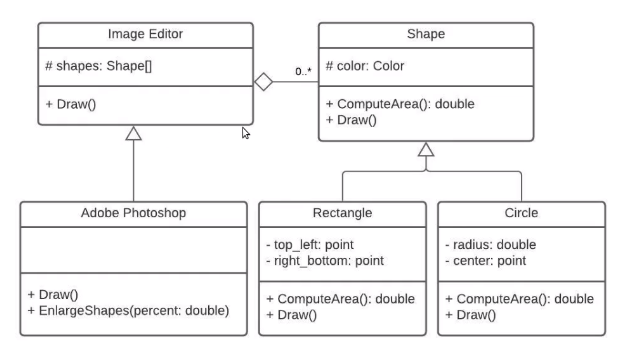 Image Editor
# shapes: Shape[]
+ Draw()
0..*
Shape
# color: Color
+ ComputeArea(): double
+ Draw()
Adobe Photoshop
+ Draw()
+ EnlargeShapes(percent: double)
Rectangle
- top_left: point
- right_bottom: point
+ ComputeArea(): double
+ Draw()
Circle
- radius: double
- center: point
+ ComputeArea(): double
+ Draw()